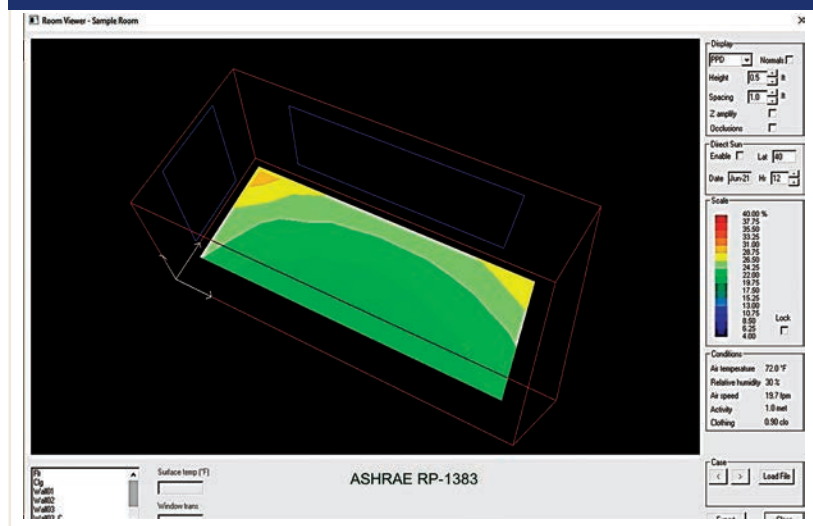 Room Viewer - Sample Room
Display
PPD Normals
Height 0.5 ft
Spacing 1.0 ft
Z amplify
Occlusions
Direct Sun
Enable Lat 40
Date Jun-21 Hr 12
Scale
40.00 %
37.75
35.50
33.25
31.00
28.75
26.50
24.25
22.00
19.75
17.50
15.25
13.00
10.75
8.50
6.25
4.00
Lock
Conditions
Air temperature 72.0 °F
Relative humidity 30 %
Air speed 19.7 fpm
Activity 1.0 met
Clothing 0.90 clo
Case
< > Load File
Flr
Clg
Wall01
Wall02
Wall03
Surface temp (°F)
Window trans
ASHRAE RP-1383